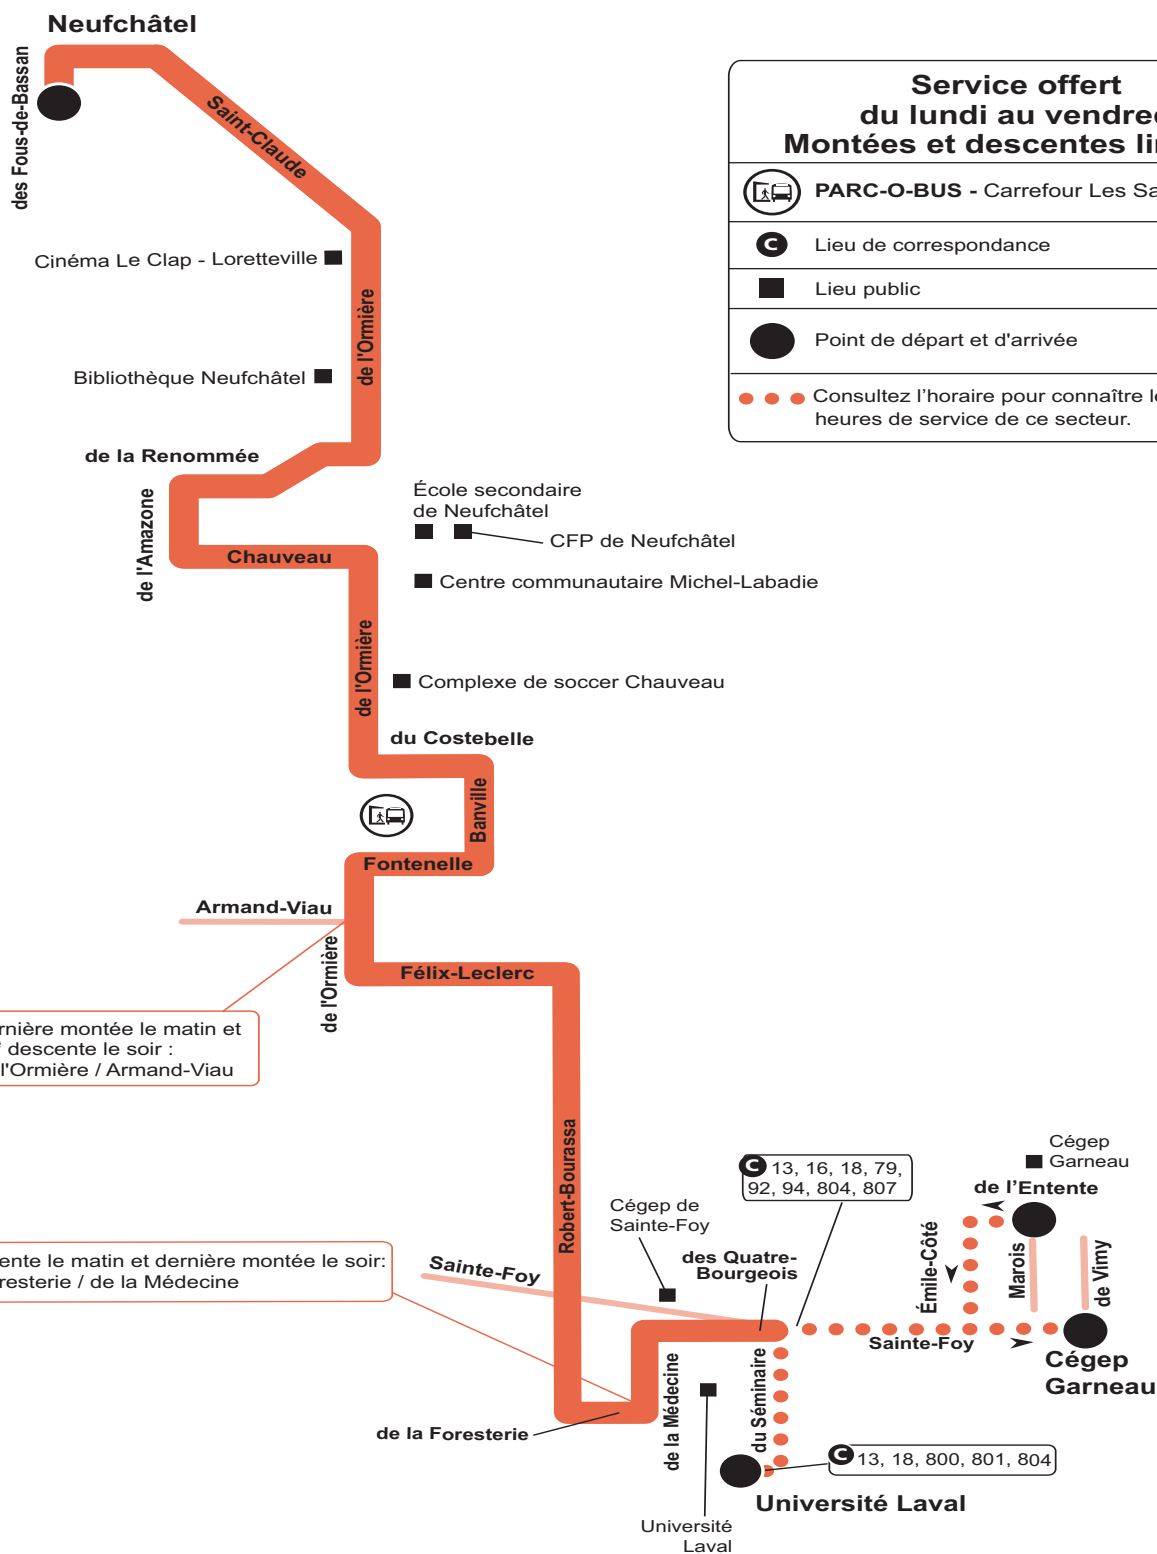 Neufchâtel
des Fous-de-Bassan
Saint-Claude
Service offert
du lundi au
Montées et descentes
PARC-O-BUS - Carrefour Les
Lieu de correspondance
Lieu public
Point de départ et d'arrivée
Consultez l'horaire pour connaître
heures de service de ce secteur.
Cinéma Le Clap - Loretteville
de l'Ormière
Bibliothèque Neufchâtel
de la Renommée
de l'Amazone
École secondaire
de Neufchâtel
CFP de Neufchâtel
Chauveau
Centre communautaire Michel-Labadie
de l'Ormière
Complexe de soccer Chauveau
du Costebelle
Banville
Fontenelle
Armand-Viau
de l'Ormière
Félix-Leclerc
montée le matin et
descente le soir :
l'Ormière / Armand-Viau
Robert-Bourassa
C 13, 16, 18, 79,
92, 94, 804, 807
Cégep
Garneau
de l'Entente
Cégep de
Sainte-Foy
des Quatre-
Bourgeois
Émile-Côté
Marois
de Vimy
le matin et dernière montée le soir:
/ de la Médecine
Sainte-Foy
Sainte-Foy
Cégep
Garneau
de la Médecine
du Séminaire
de la Foresterie
C 13, 18, 800, 801, 804
Université Laval
Université
Laval